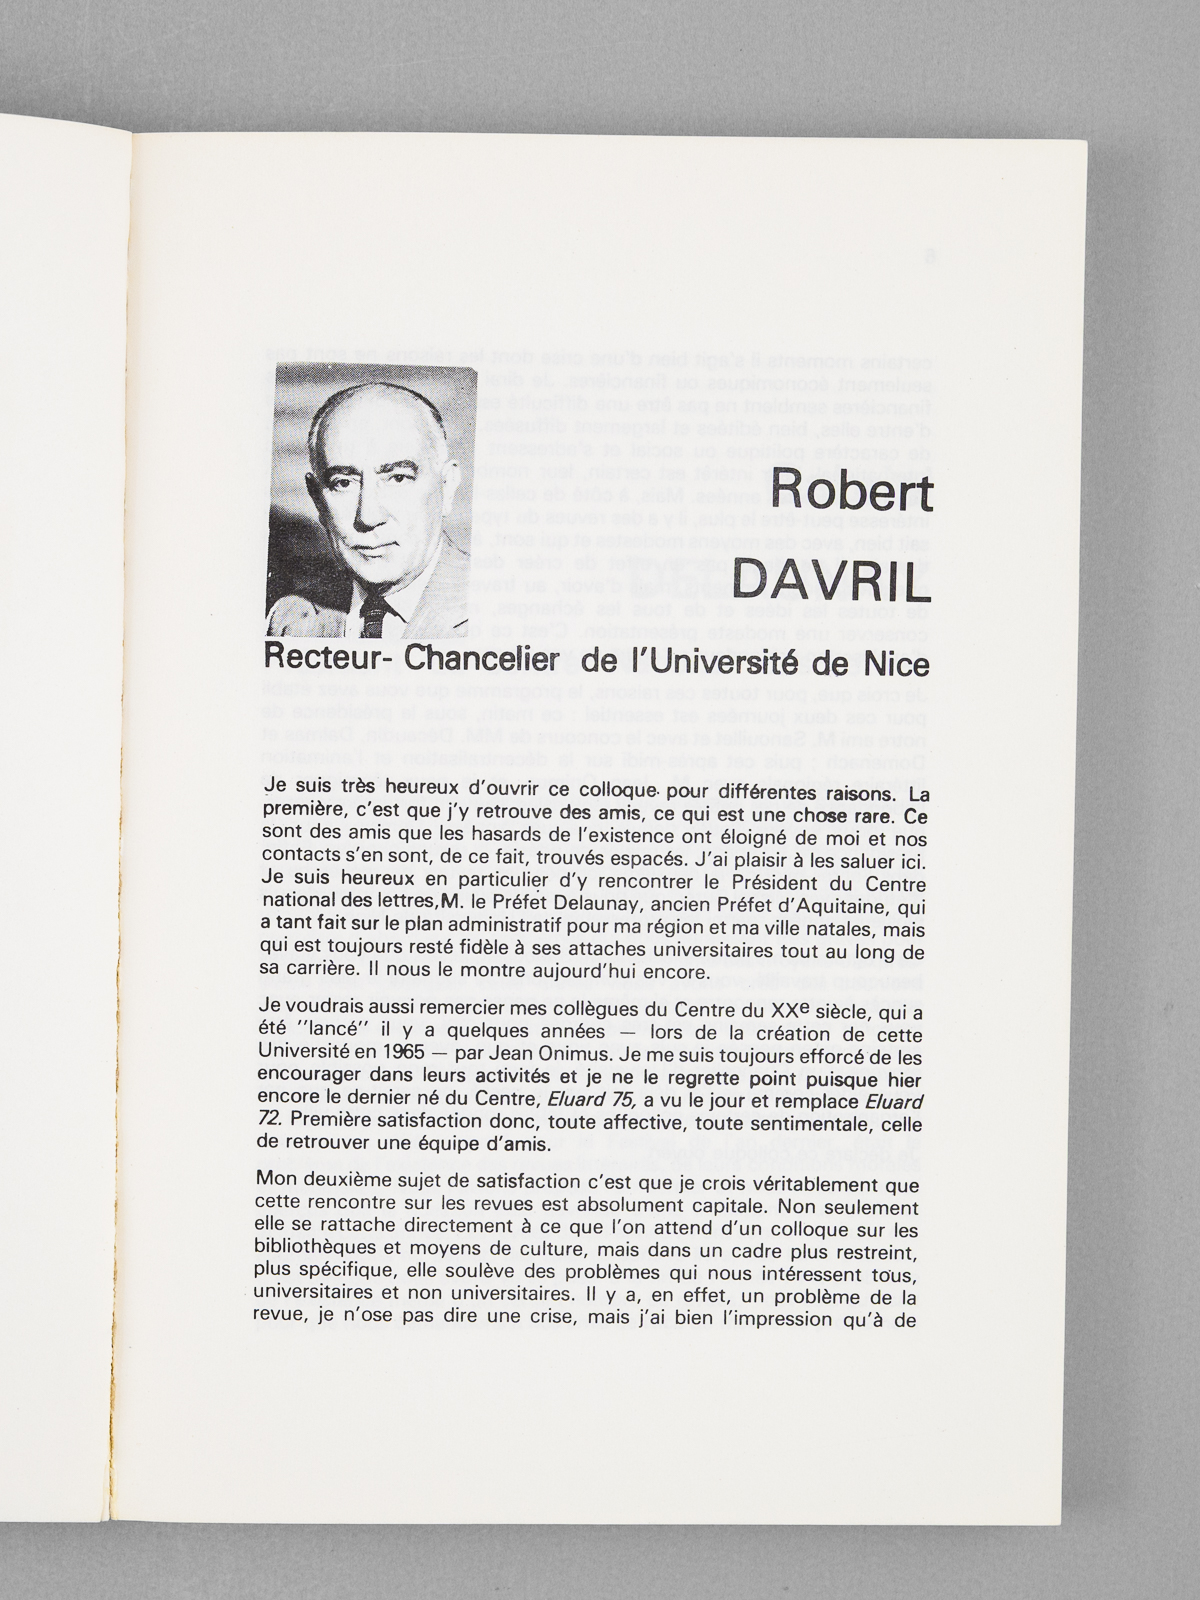 Robert
DAVRIL
Recteur- Chancelier de l'Université de Nice
Je suis très heureux d'ouvrir ce colloque pour différentes raisons. La
première, c'est que j'y retrouve des amis, ce qui est une chose rare. Ce
sont des amis que les hasards de l'existence ont éloigné de moi et nos
contacts s'en sont, de ce fait, trouvés espacés. J'ai plaisir à les saluer ici.
Je suis heureux en particulier d'y rencontrer le Président du Centre
national des lettres, M. le Préfet Delaunay, ancien Préfet d'Aquitaine, qui
a tant fait sur le plan administratif pour ma région et ma ville natales, mais
qui est toujours resté fidèle à ses attaches universitaires tout au long de
sa carrière. Il nous le montre aujourd'hui encore.
Je voudrais aussi remercier mes collègues du Centre du XXe siècle, qui a
été "lancé" il y a quelques années — lors de la création de cette
Université en 1965 — par Jean Onimus. Je me suis toujours efforcé de les
encourager dans leurs activités et je ne le regrette point puisque hier
encore le dernier né du Centre, Eluard 75, a vu le jour et remplace Eluard
72. Première satisfaction donc, toute affective, toute sentimentale, celle
de retrouver une équipe d'amis.
Mon deuxième sujet de satisfaction c'est que je crois véritablement que
cette rencontre sur les revues est absolument capitale. Non seulement
elle se rattache directement à ce que l'on attend d'un colloque sur les
bibliothèques et moyens de culture, mais dans un cadre plus restreint,
plus spécifique, elle soulève des problèmes qui nous intéressent tous,
universitaires et non universitaires. Il y a, en effet, un problème de la
revue, je n'ose pas dire une crise, mais j'ai bien l'impression qu'à de